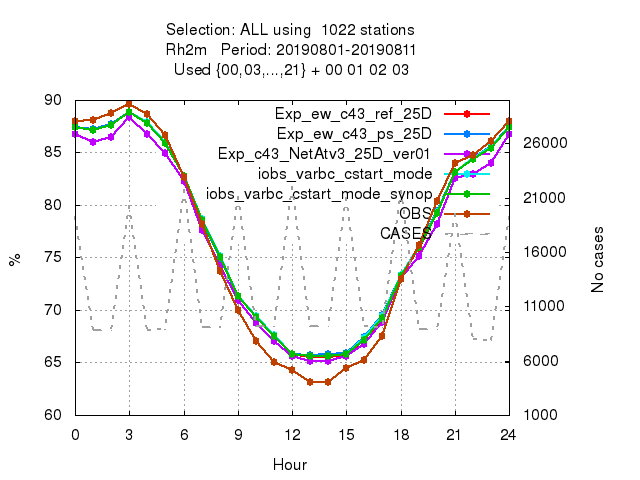 Selection: ALL using 1022 stations
Rh2m Period: 20190801-20190811
Used {00,03,...,21} + 00 01 02 03
90
85
80
75
70
65
60
%
26000
21000
16000
11000
6000
1000
No cases
Exp_ew_c43_ref_25D
Exp_ew_c43_ps_25D
Exp_c43_NetAtv3_25D_ver01
iobs_varbc_cstart_mode
iobs_varbc_cstart_mode_synop
OBS
CASES
0 3 6 9 12 15 18 21 24
Hour